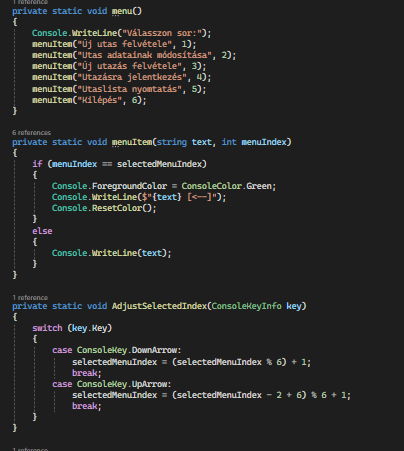 1 reference
private static void menu()
{
Console.WriteLine("Válasszon sor:");
menuItem("Új utas felvétele", 1);
menuItem("Utas adatainak módosítása", 2);
menuItem("Új utazás felvétele", 3);
menuItem("Utazásra jelentkezés", 4);
menuItem("Utaslista nyomtatás", 5);
menuItem("Kilépés", 6);
}
6 references
private static void menuItem(string text, int menuIndex)
{
if (menuIndex == selectedMenuIndex)
{
Console.ForegroundColor = ConsoleColor.Green;
Console.WriteLine($"{text} [<--]");
Console.ResetColor();
}
else
{
Console.WriteLine(text);
}
}
1 reference
private static void AdjustSelectedIndex(ConsoleKeyInfo key)
{
switch (key.Key)
{
case ConsoleKey.DownArrow:
selectedMenuIndex = (selectedMenuIndex % 6) + 1;
break;
case ConsoleKey.UpArrow:
selectedMenuIndex = (selectedMenuIndex - 2 + 6) % 6 + 1;
break;
}
}
1 reference